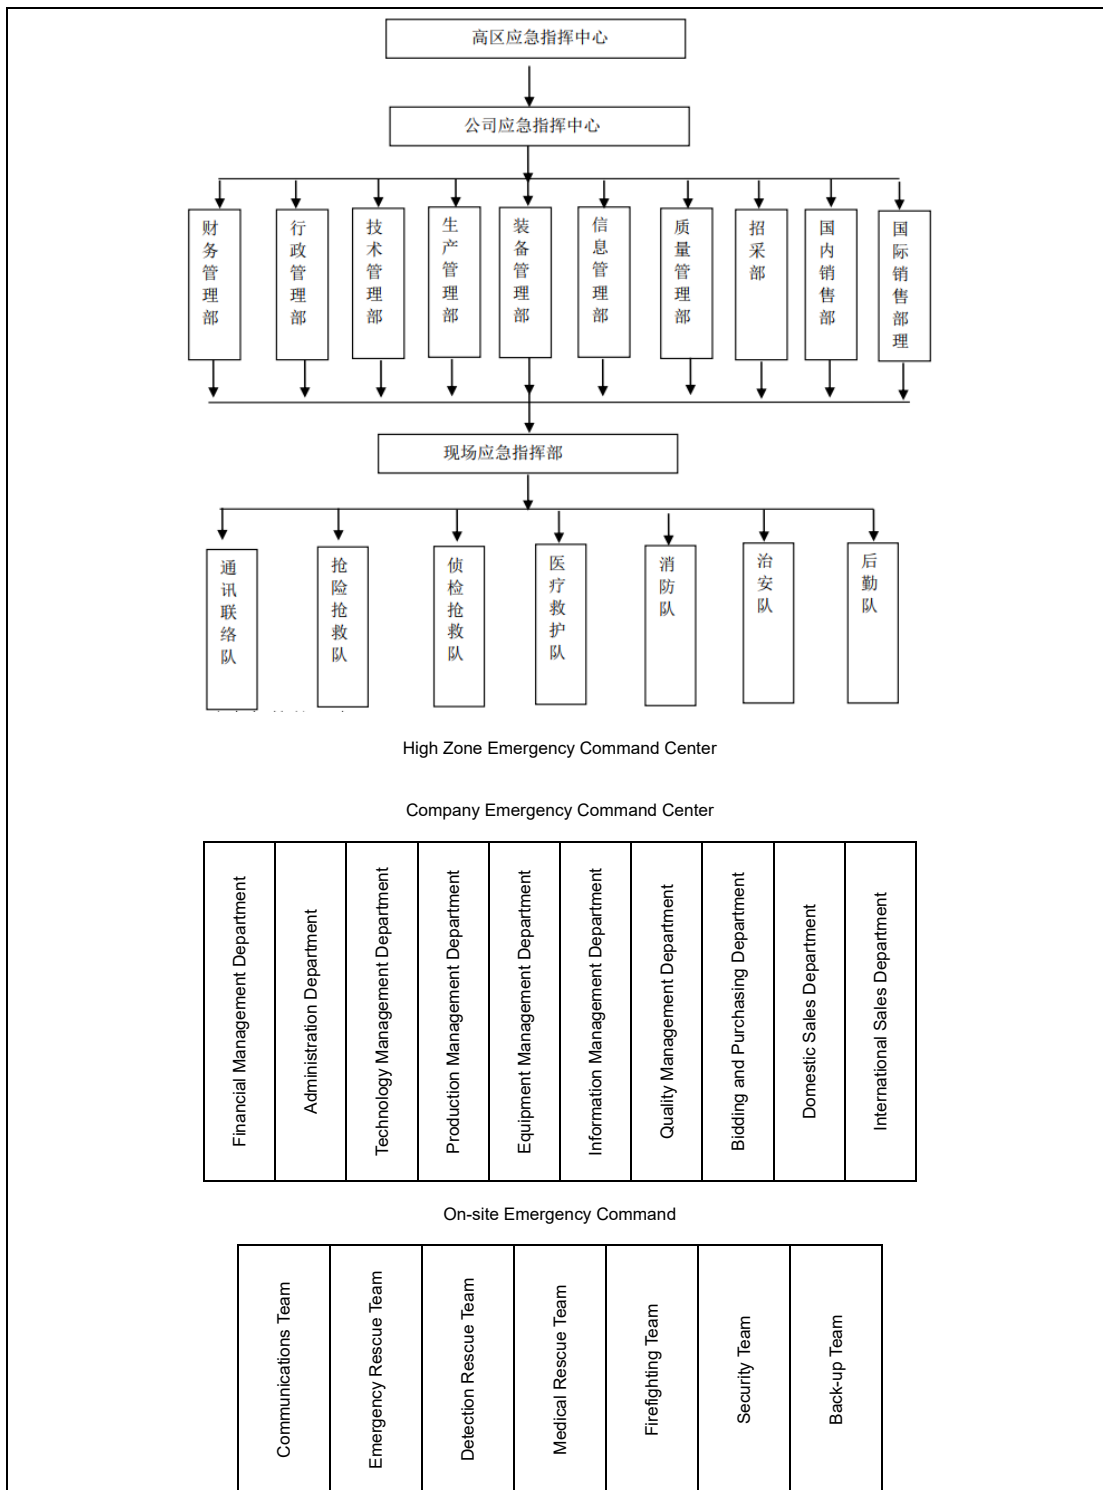 高区应急指挥中心
公司应急指挥中心
财务管理部
行政管理部
技术管理部
生产管理部
装备管理部
信息管理部
质量管理部
招采部
国内销售部
国际销售部理
现场应急指挥部
通讯联络队
抢险抢救队
侦检抢救队
医疗救护队
消防队
治安队
后勤队
High Zone Emergency Command Center
Company Emergency Command Center
Financial Management Department
Administration Department
Technology Management Department
Production Management Department
Equipment Management Department
Information Management Department
Quality Management Department
Bidding and Purchasing Department
Domestic Sales Department
International Sales Department
On-site Emergency Command
Communications Team
Emergency Rescue Team
Detection Rescue Team
Medical Rescue Team
Firefighting Team
Security Team
Back-up Team